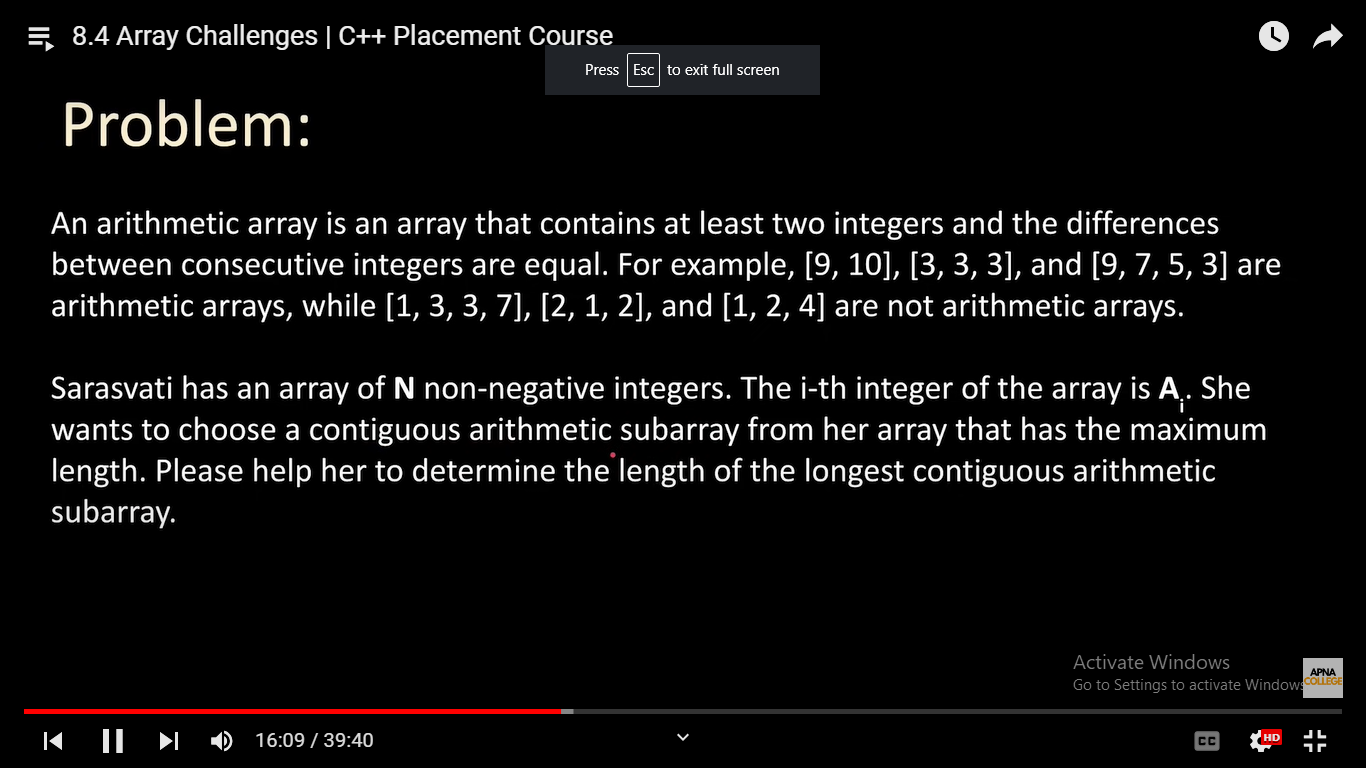 8.4 Array Challenges | C++ Placement Course
Press Esc to exit full screen
Problem:
An arithmetic array is an array that contains at least two integers and the differences
between consecutive integers are equal. For example, [9, 10], [3, 3, 3], and [9, 7, 5, 3] are
arithmetic arrays, while [1, 3, 3, 7], [2, 1, 2], and [1, 2, 4] are not arithmetic arrays.
Sarasvati has an array of N non-negative integers. The i-th integer of the array is Ai. She
wants to choose a contiguous arithmetic subarray from her array that has the maximum
length. Please help her to determine the length of the longest contiguous arithmetic
subarray.
Activate Windows
Go to Settings to activate Windows
APNA
COLLEGE
16:09 / 39:40
CC
HD